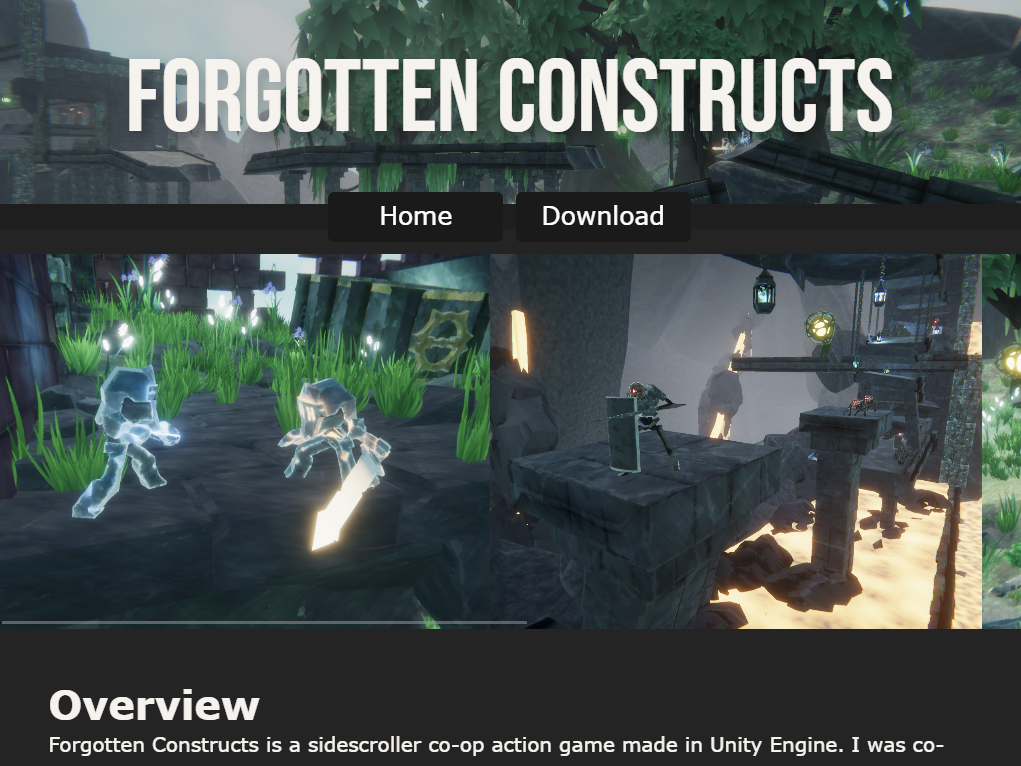 FORGOTTEN CONSTRUCTS
Home
Download
Overview
Forgotten Constructs is a sidescroller co-op action game made in Unity Engine. I was co-